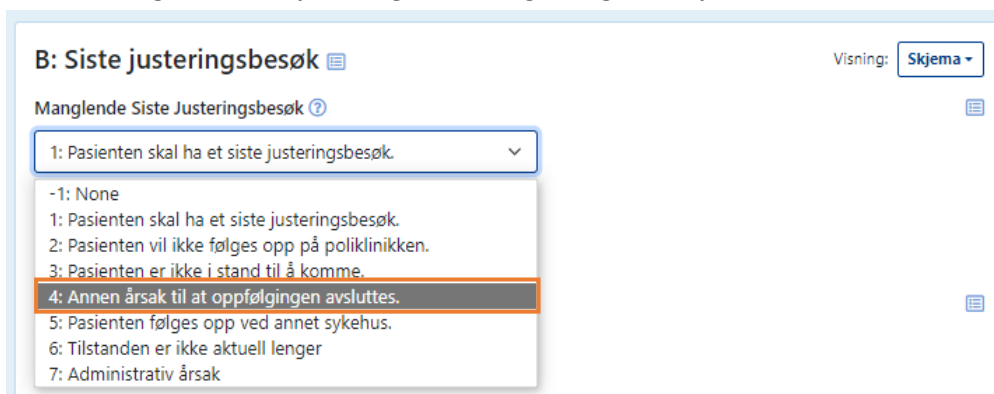 B: Siste justeringsbesøk
Visning: Skjema
Manglende Siste Justeringsbesøk ?
1: Pasienten skal ha et siste justeringsbesøk.
-1: None
1: Pasienten skal ha et siste justeringsbesøk.
2: Pasienten vil ikke følges opp på poliklinikken.
3: Pasienten er ikke i stand til å komme.
4: Annen årsak til at oppfølgingen avsluttes.
5: Pasienten følges opp ved annet sykehus.
6: Tilstanden er ikke aktuell lenger
7: Administrativ årsak